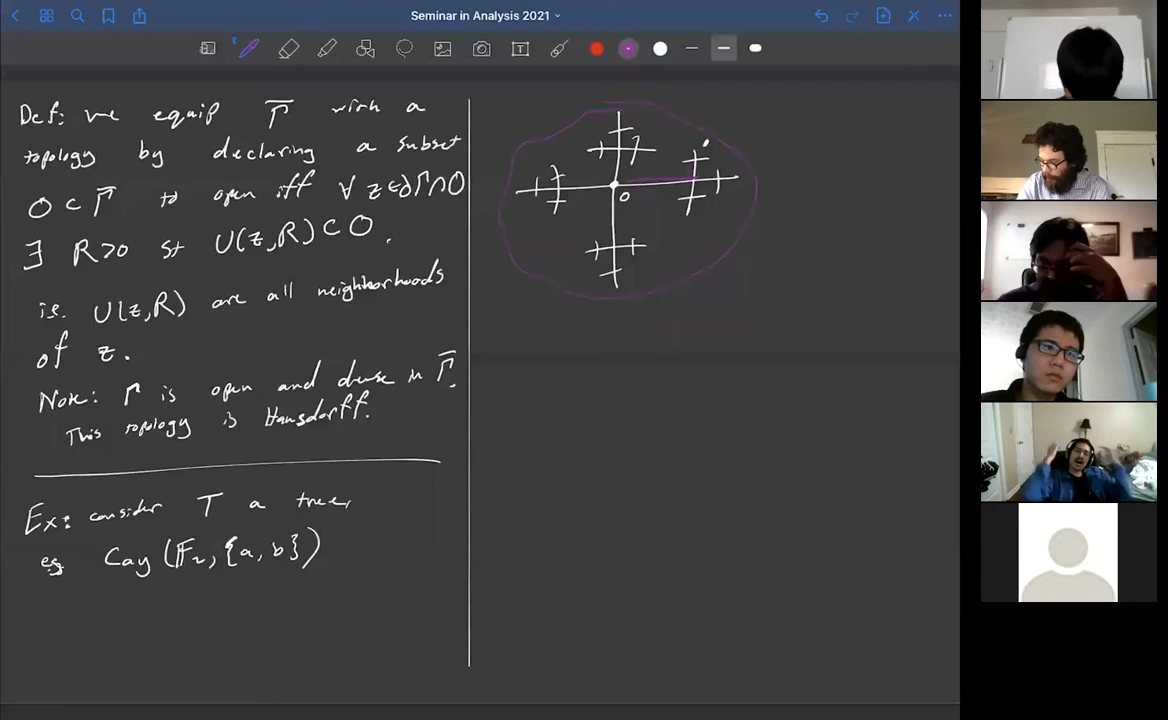 Seminar in Analysis 2021
Def: we equip Γ̅ with a
topology by declaring a subset
O ⊂ Γ̅ to open iff ∀ z ∈ ∂Γ ∩ O
∃ R>0 st U(z,R) ⊂ O.
i.e. U(z,R) are all neighborhoods
of z.
Note: Γ is open and dense in Γ̅.
This topology is Hausdorff.
Ex: consider T a tree,
eg Cay (𝔽₂, {a, b})
o